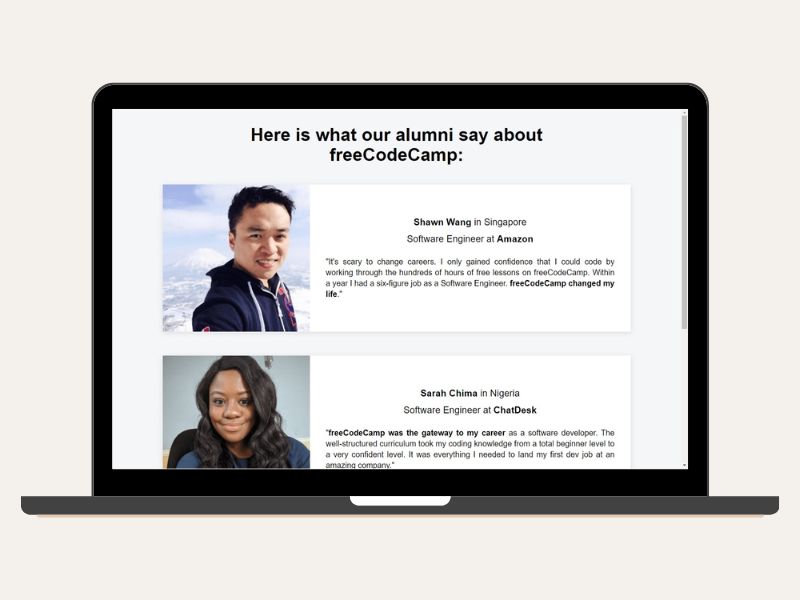 Here is what our alumni say about
freeCodeCamp:
Shawn Wang in Singapore
Software Engineer at Amazon
"It's scary to change careers. I only gained confidence that I could code by
working through the hundreds of hours of free lessons on freeCodeCamp. Within
a year I had a six-figure job as a Software Engineer. freeCodeCamp changed my
life."
Sarah Chima in Nigeria
Software Engineer at ChatDesk
"freeCodeCamp was the gateway to my career as a software developer. The
well-structured curriculum took my coding knowledge from a total beginner level to
a very confident level. It was everything I needed to land my first dev job at an
amazing company."